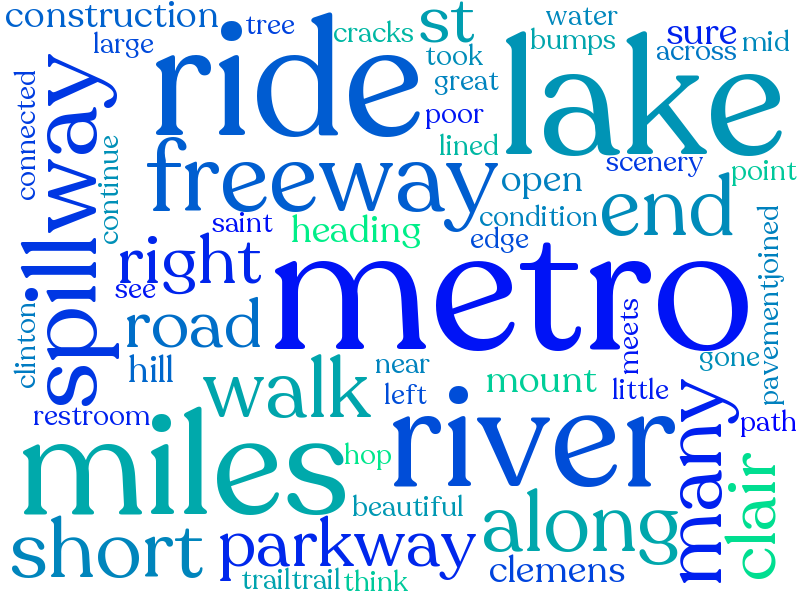 construction
tree
large
ride
cracks
st
took
great
water
bumps
sure
across
mid
lake
poor
lined
connected
spillway
continue
freeway
open
scenery
point
saint
heading
condition
edge
end
right
see
metro
joined
pavement
clinton
road
hill
meets
gone
near
left
mount
little
walk
restroom
miles
river
many
path
hop
clair
beautiful
short
parkway
along
clemens
trailtrail
think